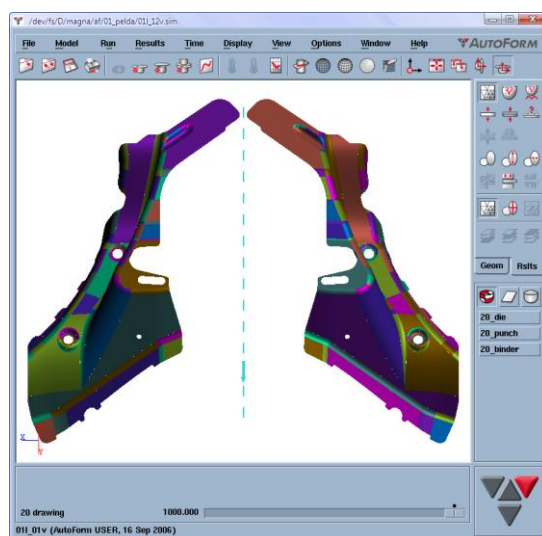 /dev/fs/D/magna/af/01_pelda/01l_12v.sim
File Model Run Results Time Display View Options Window Help AUTOFORM
Geom Rslts
20_die
20_punch
20_binder
X
Y
20 drawing 1000.000
01l_01v (AutoForm USER, 16 Sep 2006)